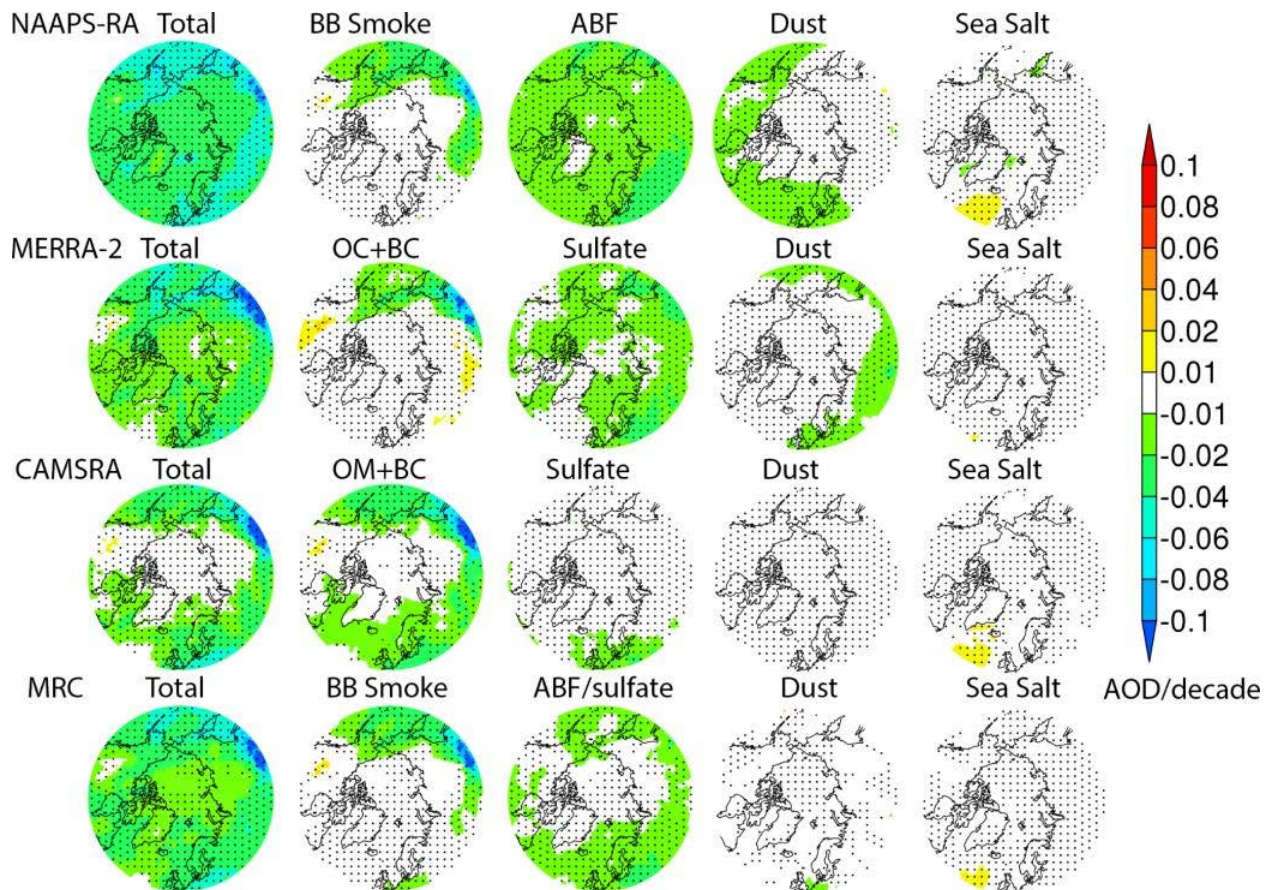 NAAPS-RA Total BB Smoke ABF Dust Sea Salt
MERRA-2 Total OC+BC Sulfate Dust Sea Salt
CAMSRA Total OM+BC Sulfate Dust Sea Salt
MRC Total BB Smoke ABF/sulfate Dust Sea Salt
0.1
0.08
0.06
0.04
0.02
0.01
-0.01
-0.02
-0.04
-0.06
-0.08
-0.1
AOD/decade